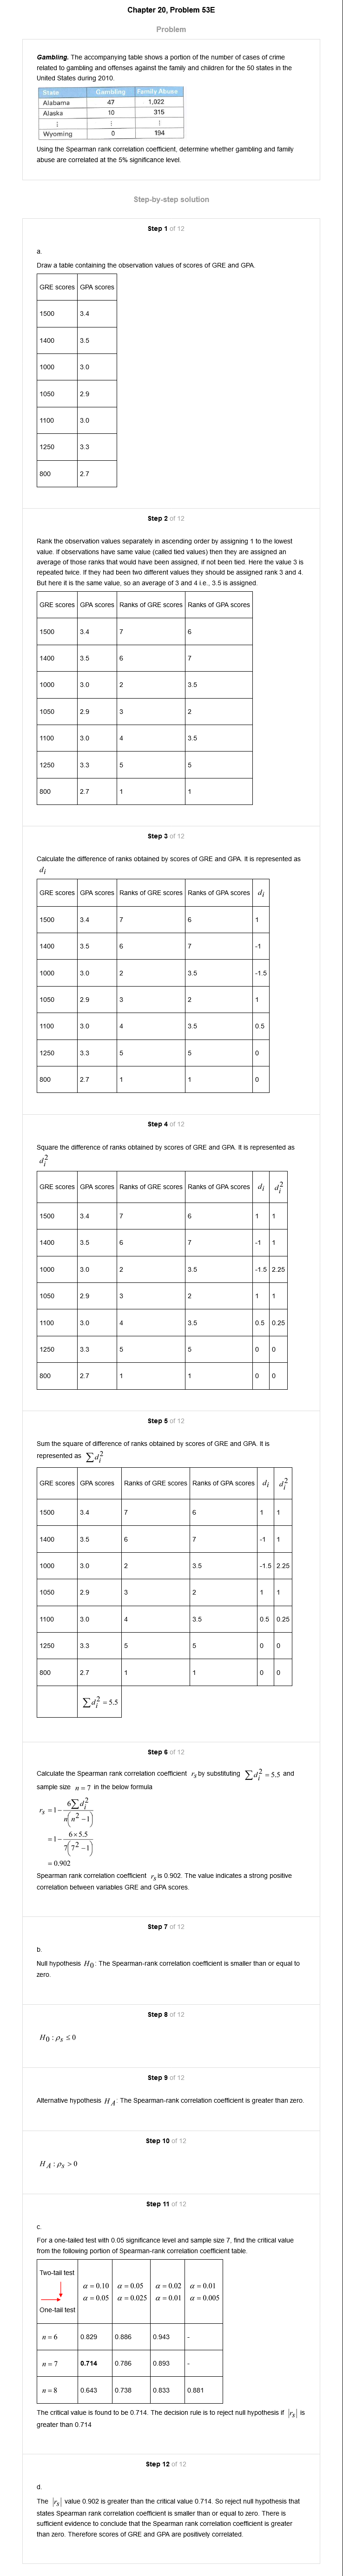 Chapter 20, Problem 53E
Problem
Gambling. The accompanying table shows a portion of the number of cases of crime
related to gambling and offenses against the family and children for the 50 states in the
United States during 2010.
State Gambling Family Abuse
Alabama 47 1,022
Alaska 10 315
⋮ ⋮ ⋮
Wyoming 0 194
Using the Spearman rank correlation coefficient, determine whether gambling and family
abuse are correlated at the 5% significance level.
Step-by-step solution
Step 1 of 12
a.
Draw a table containing the observation values of scores of GRE and GPA.
GRE scores GPA scores
1500 3.4
1400 3.5
1000 3.0
1050 2.9
1100 3.0
1250 3.3
800 2.7
Step 2 of 12
Rank the observation values separately in ascending order by assigning 1 to the lowest
value. If observations have same value (called tied values) then they are assigned an
average of those ranks that would have been assigned, if not been tied. Here the value 3 is
repeated twice. If they had been two different values they should be assigned rank 3 and 4.
But here it is the same value, so an average of 3 and 4 i.e., 3.5 is assigned.
GRE scores GPA scores Ranks of GRE scores Ranks of GPA scores
1500 3.4 7 6
1400 3.5 6 7
1000 3.0 2 3.5
1050 2.9 3 2
1100 3.0 4 3.5
1250 3.3 5 5
800 2.7 1 1
Step 3 of 12
Calculate the difference of ranks obtained by scores of GRE and GPA. It is represented as
d_i
GRE scores GPA scores Ranks of GRE scores Ranks of GPA scores d_i
1500 3.4 7 6 1
1400 3.5 6 7 -1
1000 3.0 2 3.5 -1.5
1050 2.9 3 2 1
1100 3.0 4 3.5 0.5
1250 3.3 5 5 0
800 2.7 1 1 0
Step 4 of 12
Square the difference of ranks obtained by scores of GRE and GPA. It is represented as
d_i^2
GRE scores GPA scores Ranks of GRE scores Ranks of GPA scores d_i d_i^2
1500 3.4 7 6 1 1
1400 3.5 6 7 -1 1
1000 3.0 2 3.5 -1.5 2.25
1050 2.9 3 2 1 1
1100 3.0 4 3.5 0.5 0.25
1250 3.3 5 5 0 0
800 2.7 1 1 0 0
Step 5 of 12
Sum the square of difference of ranks obtained by scores of GRE and GPA. It is
represented as ∑d_i^2
GRE scores GPA scores Ranks of GRE scores Ranks of GPA scores d_i d_i^2
1500 3.4 7 6 1 1
1400 3.5 6 7 -1 1
1000 3.0 2 3.5 -1.5 2.25
1050 2.9 3 2 1 1
1100 3.0 4 3.5 0.5 0.25
1250 3.3 5 5 0 0
800 2.7 1 1 0 0
∑d_i^2 = 5.5
Step 6 of 12
Calculate the Spearman rank correlation coefficient r_s by substituting ∑d_i^2 = 5.5 and
sample size n = 7 in the below formula
r_s = 1 - 6∑d_i^2 / n(n^2 - 1)
= 1 - 6×5.5 / 7(7^2 - 1)
= 0.902
Spearman rank correlation coefficient r_s is 0.902. The value indicates a strong positive
correlation between variables GRE and GPA scores.
Step 7 of 12
b.
Null hypothesis H_0: The Spearman-rank correlation coefficient is smaller than or equal to
zero.
Step 8 of 12
H_0 : ρ_s ≤ 0
Step 9 of 12
Alternative hypothesis H_A: The Spearman-rank correlation coefficient is greater than zero.
Step 10 of 12
H_A : ρ_s > 0
Step 11 of 12
c.
For a one-tailed test with 0.05 significance level and sample size 7, find the critical value
from the following portion of Spearman-rank correlation coefficient table.
Two-tail test
α = 0.10 α = 0.05 α = 0.02 α = 0.01
α = 0.05 α = 0.025 α = 0.01 α = 0.005
One-tail test
n = 6 0.829 0.886 0.943 -
n = 7 0.714 0.786 0.893 -
n = 8 0.643 0.738 0.833 0.881
The critical value is found to be 0.714. The decision rule is to reject null hypothesis if |r_s| is
greater than 0.714
Step 12 of 12
d.
The |r_s| value 0.902 is greater than the critical value 0.714. So reject null hypothesis that
states Spearman rank correlation coefficient is smaller than or equal to zero. There is
sufficient evidence to conclude that the Spearman rank correlation coefficient is greater
than zero. Therefore scores of GRE and GPA are positively correlated.